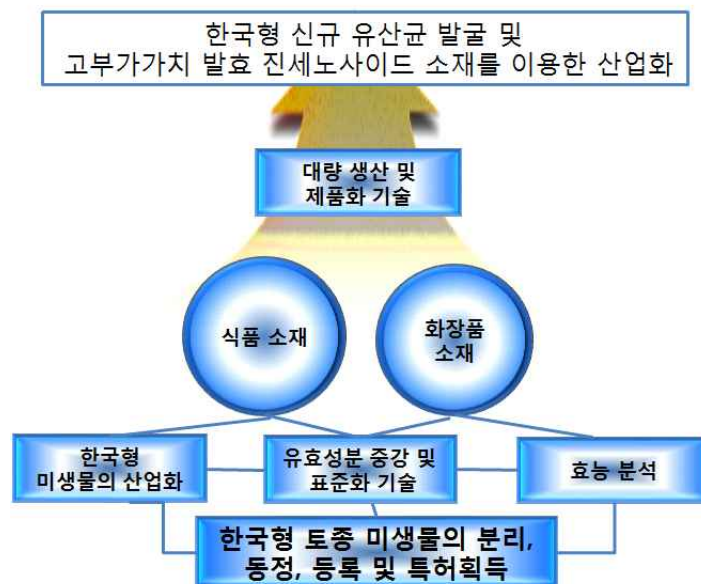 한국형 신규 유산균 발굴 및
고부가가치 발효 진세노사이드 소재를 이용한 산업화
대량 생산 및
제품화 기술
식품 소재
화장품
소재
한국형
미생물의 산업화
유효성분 증강 및
표준화 기술
효능 분석
한국형 토종 미생물의 분리,
동정, 등록 및 특허획득